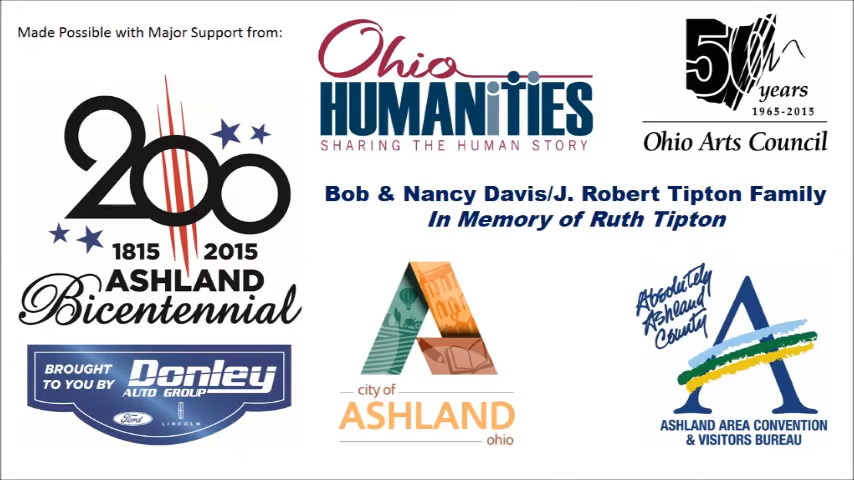 Made Possible with Major Support from:
Ohio
HUMANiTiES
SHARING THE HUMAN STORY
50
years
1965-2015
Ohio Arts Council
200
1815 2015
ASHLAND
Bicentennial
BROUGHT
TO YOU BY
Donley
AUTO GROUP
Ford
LINCOLN
Bob & Nancy Davis/J. Robert Tipton Family
In Memory of Ruth Tipton
A
city of
ASHLAND
ohio
Absolutely
Ashland
County
A
ASHLAND AREA CONVENTION
& VISITORS BUREAU